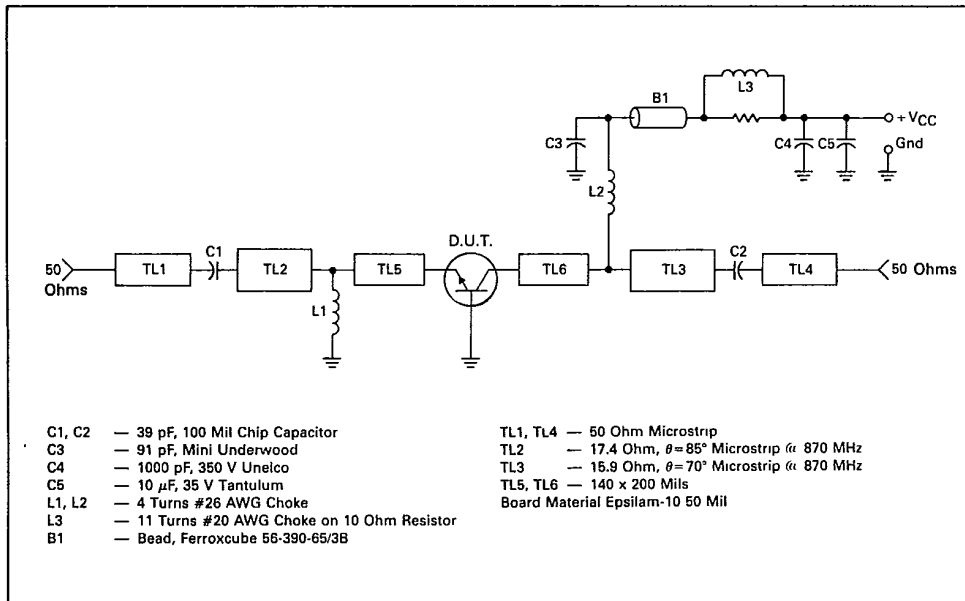 L3
B1
+ VCC
C3
C4
C5
Gnd
L2
D.U.T.
C1
C2
50
Ohms
TL1
TL2
TL5
TL6
TL3
TL4
50 Ohms
L1
C1, C2 — 39 pF, 100 Mil Chip Capacitor
C3 — 91 pF, Mini Underwood
C4 — 1000 pF, 350 V Unelco
C5 — 10 μF, 35 V Tantulum
L1, L2 — 4 Turns #26 AWG Choke
L3 — 11 Turns #20 AWG Choke on 10 Ohm Resistor
B1 — Bead, Ferroxcube 56-390-65/3B
TL1, TL4 — 50 Ohm Microstrip
TL2 — 17.4 Ohm, θ=85° Microstrip @ 870 MHz
TL3 — 15.9 Ohm, θ=70° Microstrip @ 870 MHz
TL5, TL6 — 140 x 200 Mils
Board Material Epsilam-10 50 Mil